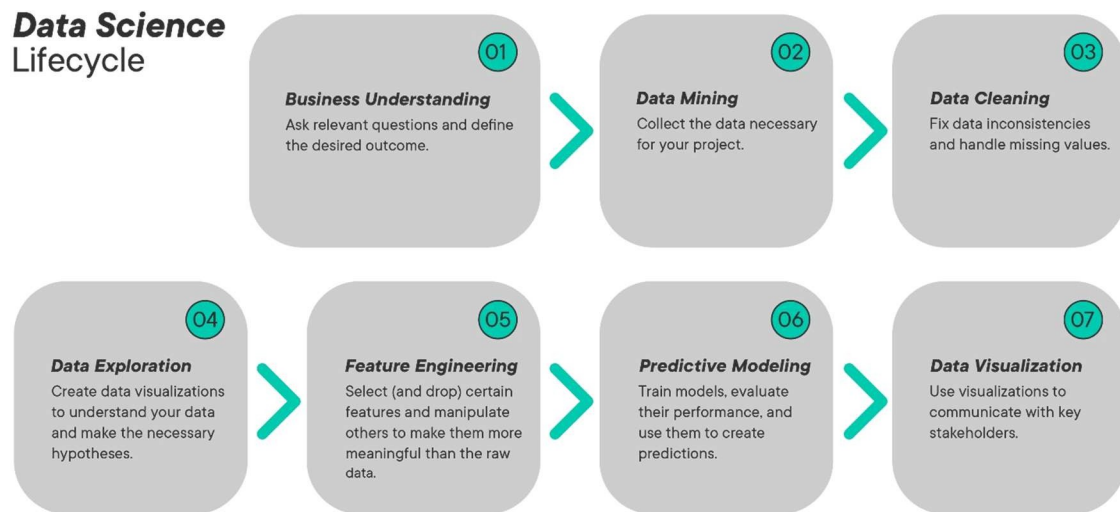 Data Science
Lifecycle
01
Business Understanding
Ask relevant questions and define
the desired outcome.
02
Data Mining
Collect the data necessary
for your project.
03
Data Cleaning
Fix data inconsistencies
and handle missing values.
04
Data Exploration
Create data visualizations
to understand your data
and make the necessary
hypotheses.
05
Feature Engineering
Select (and drop) certain
features and manipulate
others to make them more
meaningful than the raw
data.
06
Predictive Modeling
Train models, evaluate
their performance, and
use them to create
predictions.
07
Data Visualization
Use visualizations to
communicate with key
stakeholders.